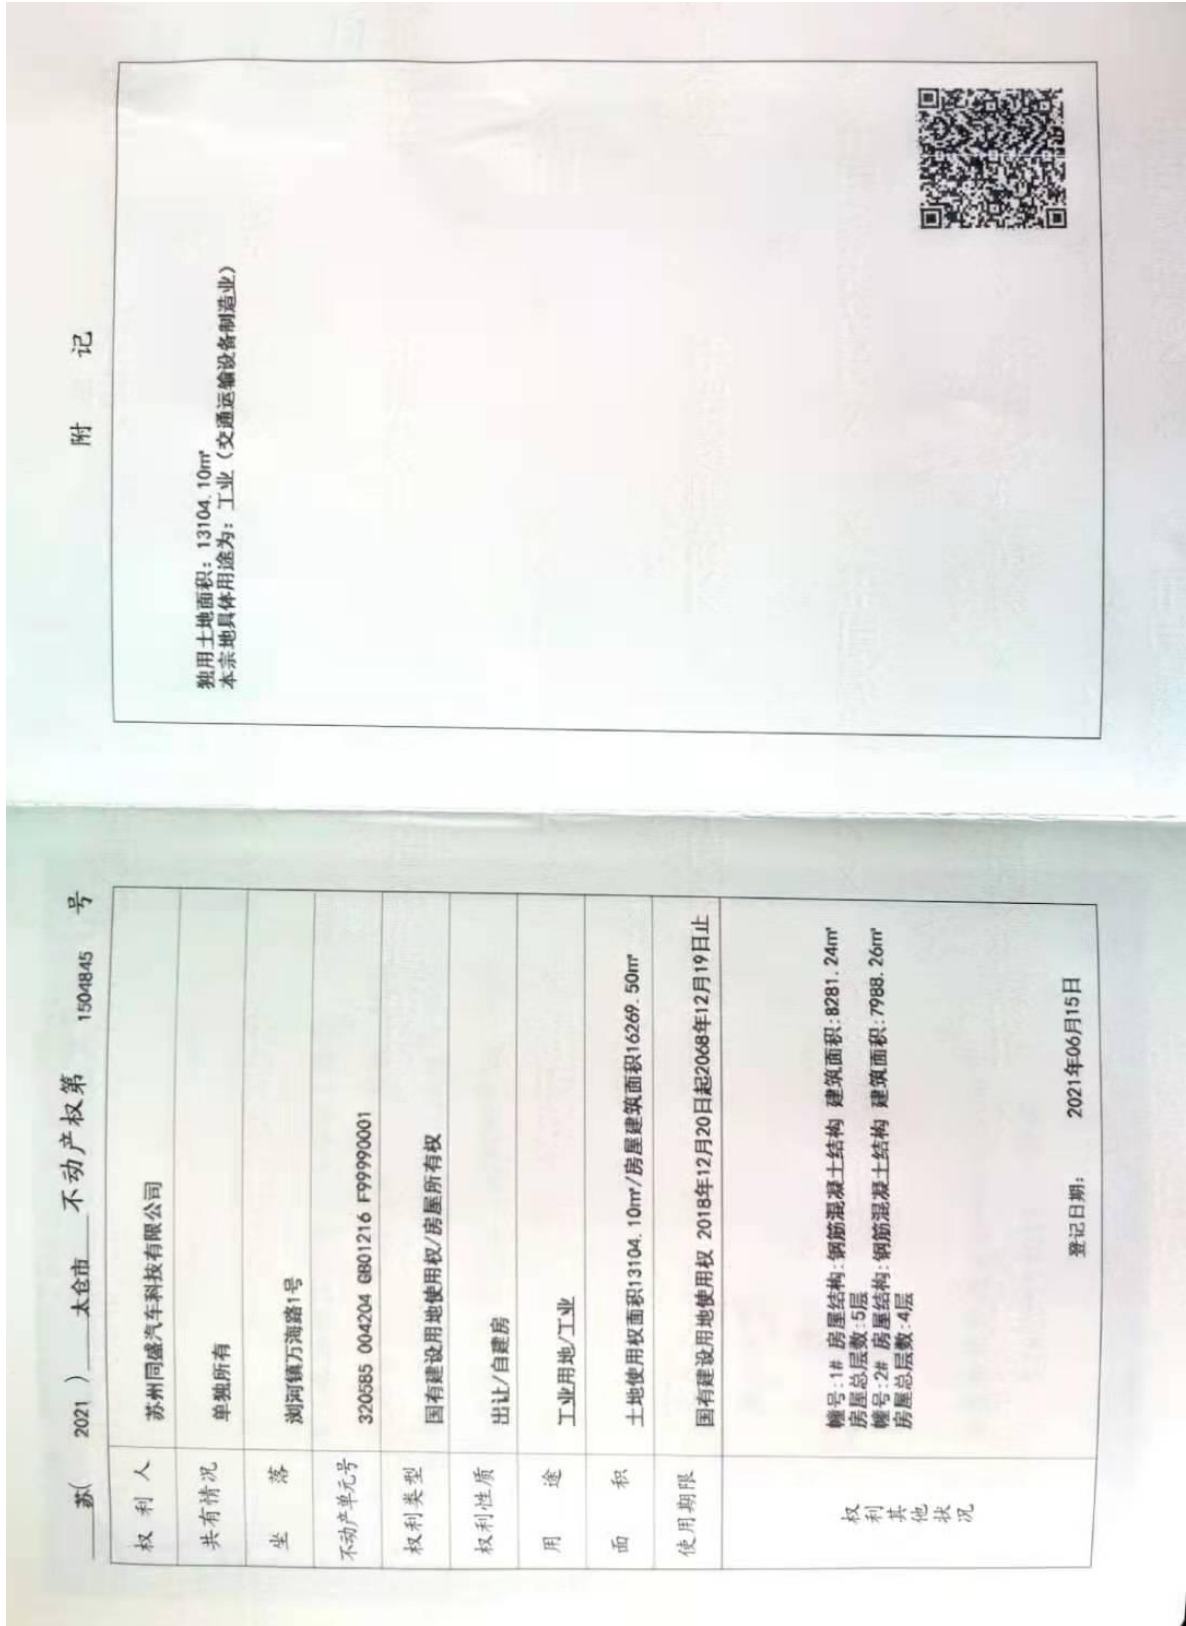 苏( 2021 ) 太仓市 不动产权第 1504845 号
权利人 苏州同盛汽车科技有限公司
共有情况 单独所有
坐落 浏河镇万海路1号
不动产单元号 320585 004204 GB01216 F99990001
权利类型 国有建设用地使用权/房屋所有权
权利性质 出让/自建房
用途 工业用地/工业
面积 土地使用权面积13104.10㎡/房屋建筑面积16269.50㎡
使用期限 国有建设用地使用权 2018年12月20日起2068年12月19日止
权利其他状况
幢号:1# 房屋结构:钢筋混凝土结构 建筑面积:8281.24㎡
房屋总层数:5层
幢号:2# 房屋结构:钢筋混凝土结构 建筑面积:7988.26㎡
房屋总层数:4层
登记日期: 2021年06月15日
附 记
独用土地面积: 13104.10㎡
本宗地具体用途为: 工业（交通运输设备制造业）